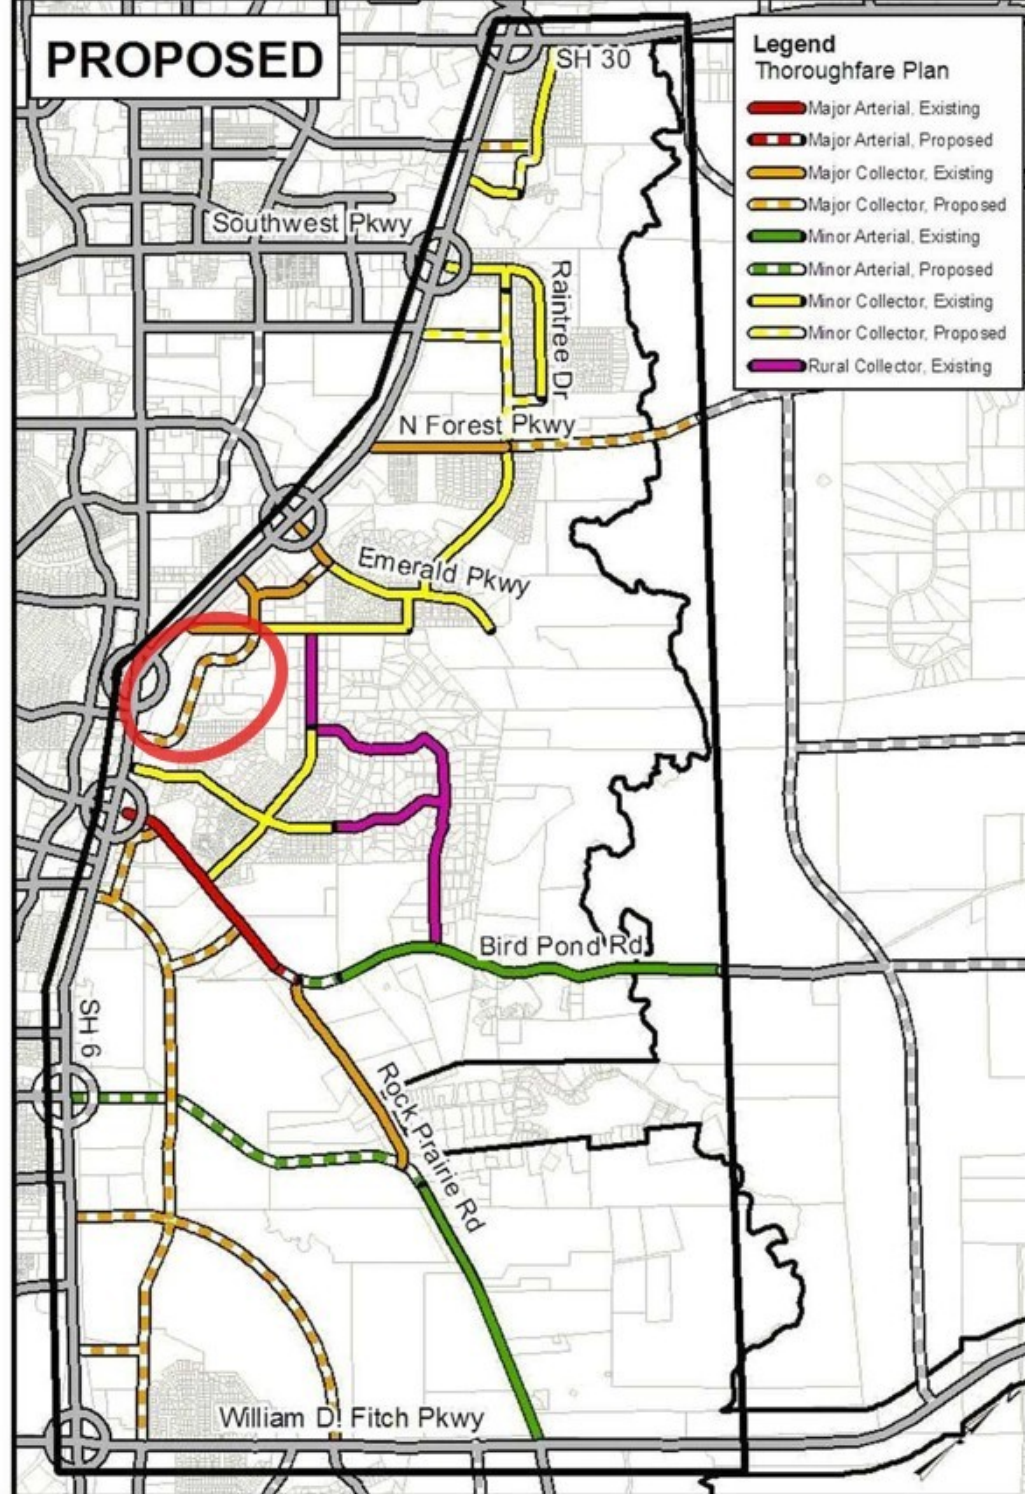 PROPOSED
SH 30
Legend
Thoroughfare Plan
Major Arterial, Existing
Major Arterial, Proposed
Major Collector, Existing
Major Collector, Proposed
Minor Arterial, Existing
Minor Arterial, Proposed
Minor Collector, Existing
Minor Collector, Proposed
Rural Collector, Existing
Southwest Pkwy
Raintree Dr
N Forest Pkwy
Emerald Pkwy
Bird Pond Rd
SH 6
Rock Prairie Rd
William D. Fitch Pkwy